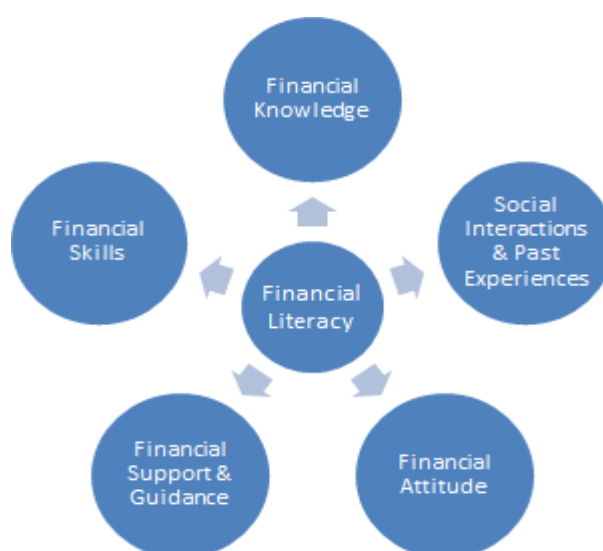 Financial
Knowledge
Social
Interactions
& Past
Experiences
Financial
Skills
Financial
Literacy
Financial
Support &
Guidance
Financial
Attitude